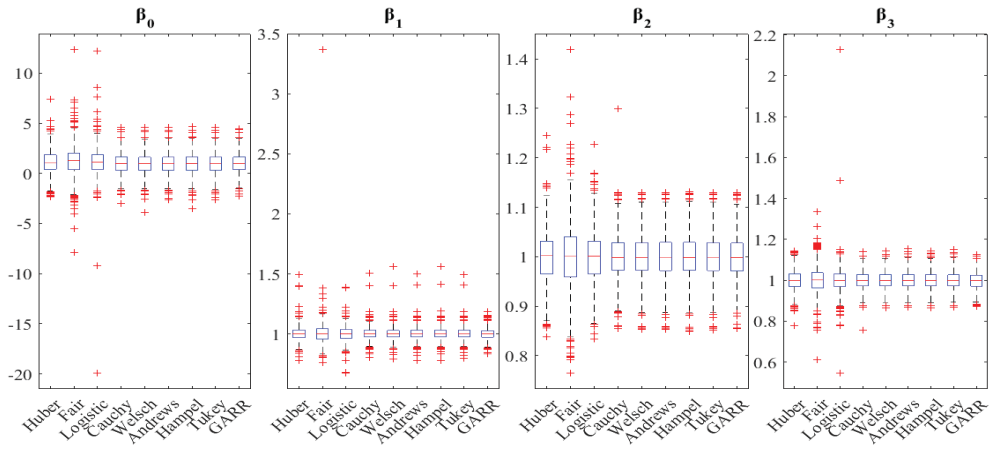 β0 β1 β2 β3
10
5
0
-5
-10
-15
-20
3.5
3
2.5
2
1.5
1
1.4
1.3
1.2
1.1
1
0.9
0.8
2.2
2
1.8
1.6
1.4
1.2
1
0.8
0.6
Huber
Fair
Logistic
Cauchy
Welsch
Andrews
Hampel
Tukey
GARR
Huber
Fair
Logistic
Cauchy
Welsch
Andrews
Hampel
Tukey
GARR
Huber
Fair
Logistic
Cauchy
Welsch
Andrews
Hampel
Tukey
GARR
Huber
Fair
Logistic
Cauchy
Welsch
Andrews
Hampel
Tukey
GARR